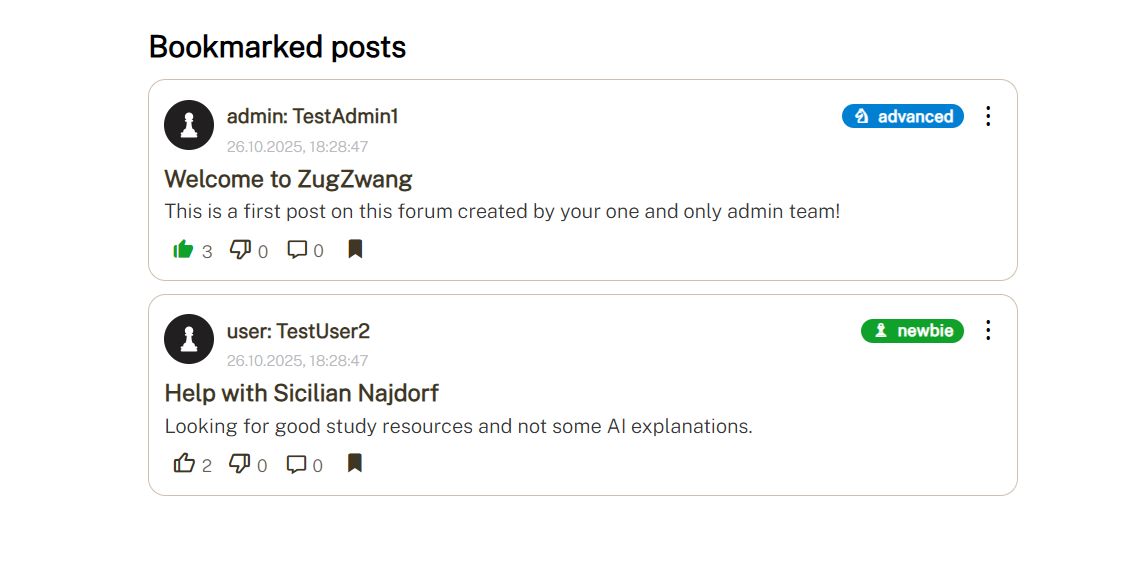 Bookmarked posts
admin: TestAdmin1
advanced
26.10.2025, 18:28:47
Welcome to ZugZwang
This is a first post on this forum created by your one and only admin team!
3 0 0
user: TestUser2
newbie
26.10.2025, 18:28:47
Help with Sicilian Najdorf
Looking for good study resources and not some AI explanations.
2 0 0